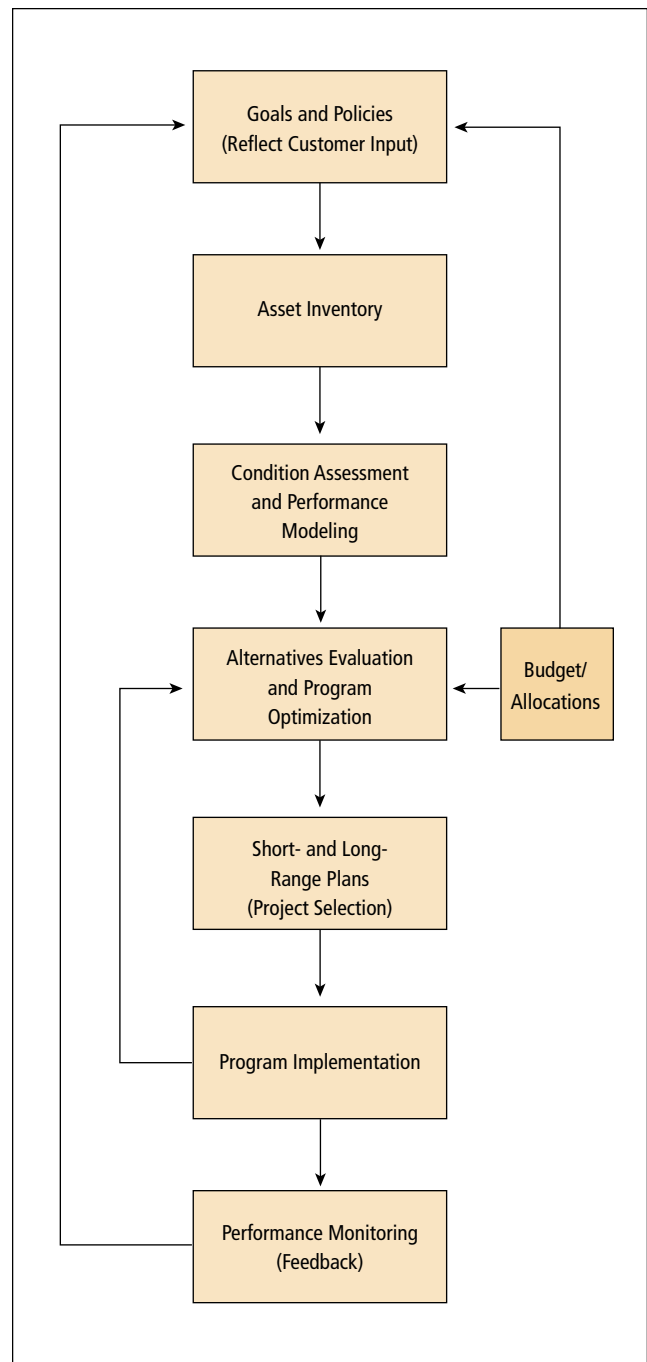 Goals and Policies
(Reflect Customer Input)
Asset Inventory
Condition Assessment
and Performance
Modeling
Alternatives Evaluation
and Program
Optimization
Budget/
Allocations
Short- and Long-
Range Plans
(Project Selection)
Program Implementation
Performance Monitoring
(Feedback)